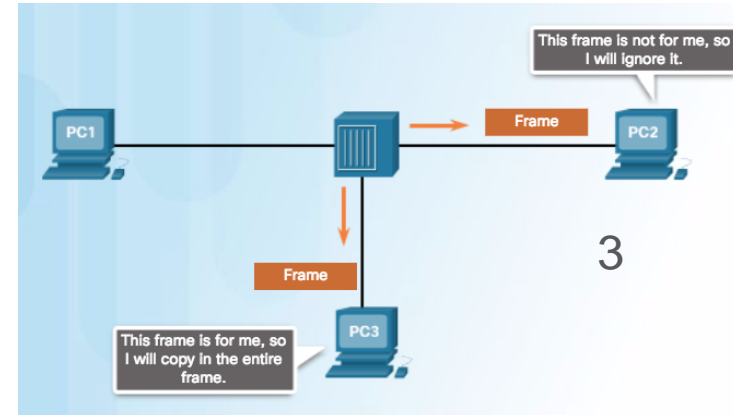 This frame is not for me, so
I will ignore it.
PC1
Frame
PC2
3
Frame
PC3
This frame is for me, so
I will copy in the entire
frame.